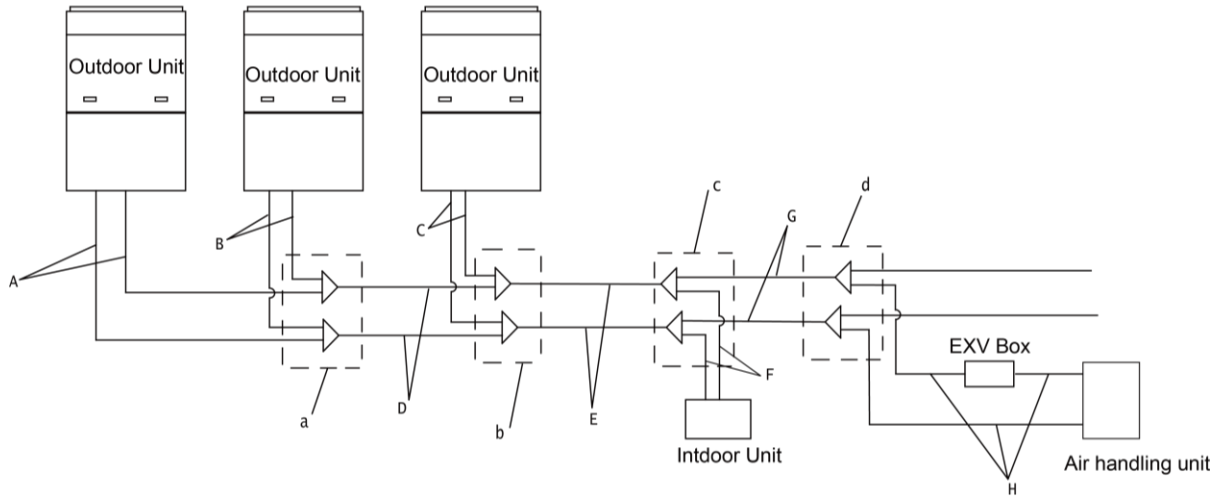 Outdoor Unit
Outdoor Unit
Outdoor Unit
c
d
G
B
C
A
EXV Box
F
a
D
b
E
Intdoor Unit
Air handling unit
H